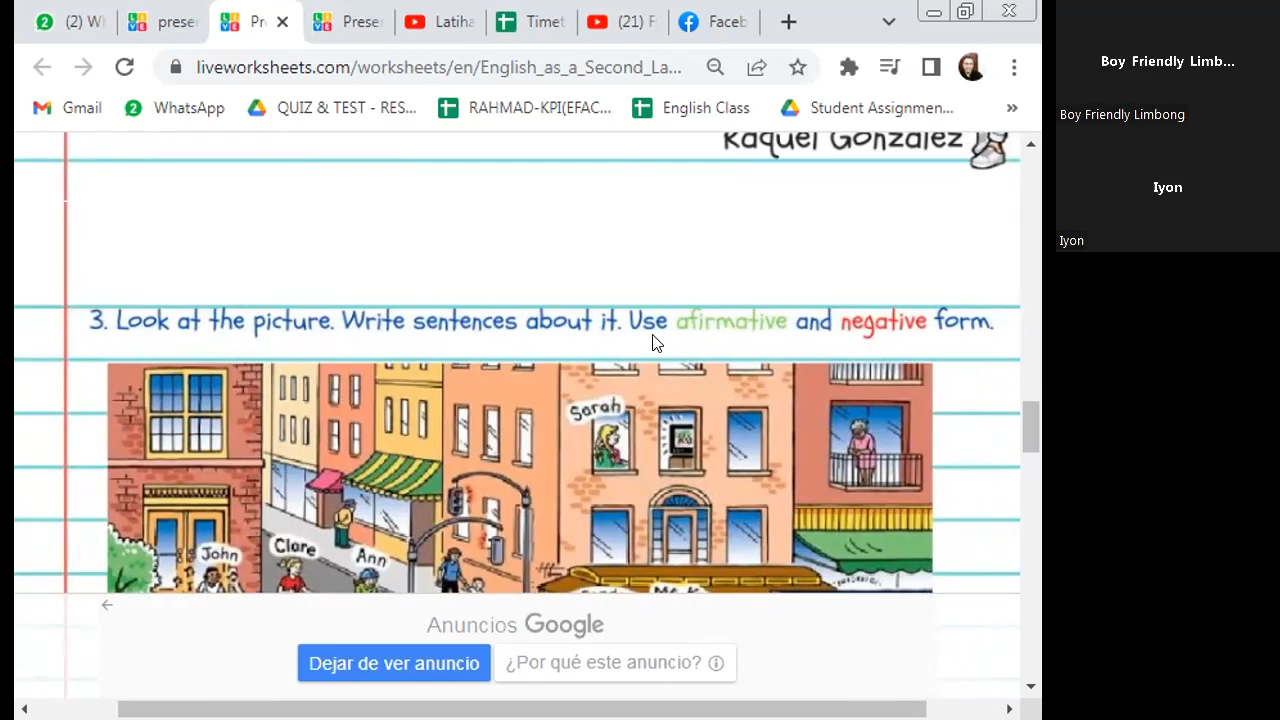 (2) W
presen
Pr
Preser
Latiha
Timet
(21) F
Faceb
liveworksheets.com/worksheets/en/English_as_a_Second_La...
Gmail
WhatsApp
QUIZ & TEST - RES...
RAHMAD-KPI(EFAC...
English Class
Student Assignmen...
»
Raquel González
3. Look at the picture. Write sentences about it. Use afirmative and negative form.
Sarah
John
Clare
Ann
Anuncios Google
Dejar de ver anuncio
¿Por qué este anuncio?
Boy Friendly Limb...
Boy Friendly Limbong
Iyon
Iyon